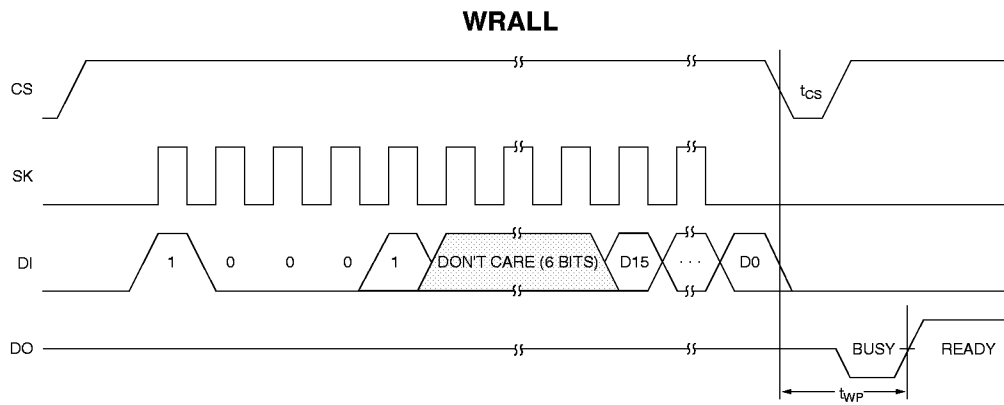 WRALL
CS
tCS
SK
DI
1 0 0 0 1 DON'T CARE (6 BITS) D15 · · · D0
DO
BUSY READY
tWP